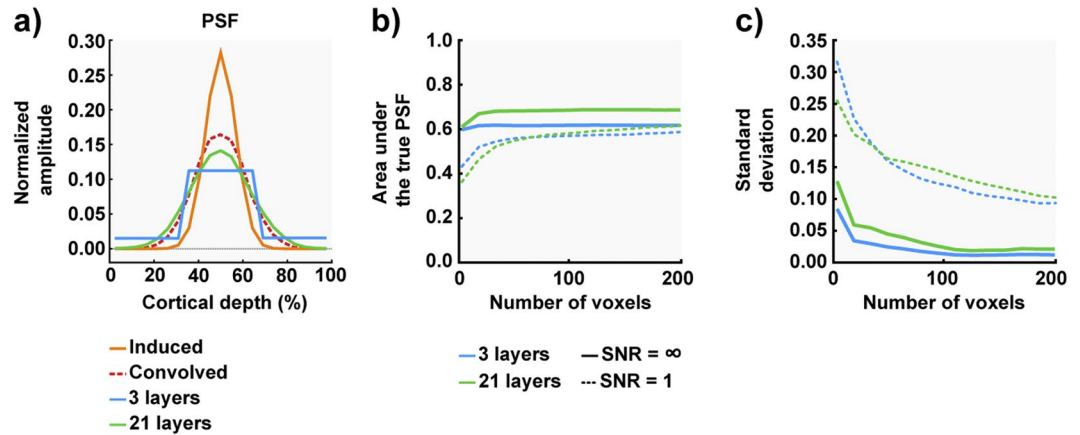 a)
PSF
Normalized
amplitude
0.30
0.25
0.20
0.15
0.10
0.05
0.00
0 20 40 60 80 100
Cortical depth (%)
Induced
Convolved
3 layers
21 layers
b)
Area under
the true PSF
1.0
0.8
0.6
0.4
0.2
0.0
0 100 200
Number of voxels
3 layers SNR = ∞
21 layers SNR = 1
c)
Standard
deviation
0.35
0.30
0.25
0.20
0.15
0.10
0.05
0.00
0 100 200
Number of voxels